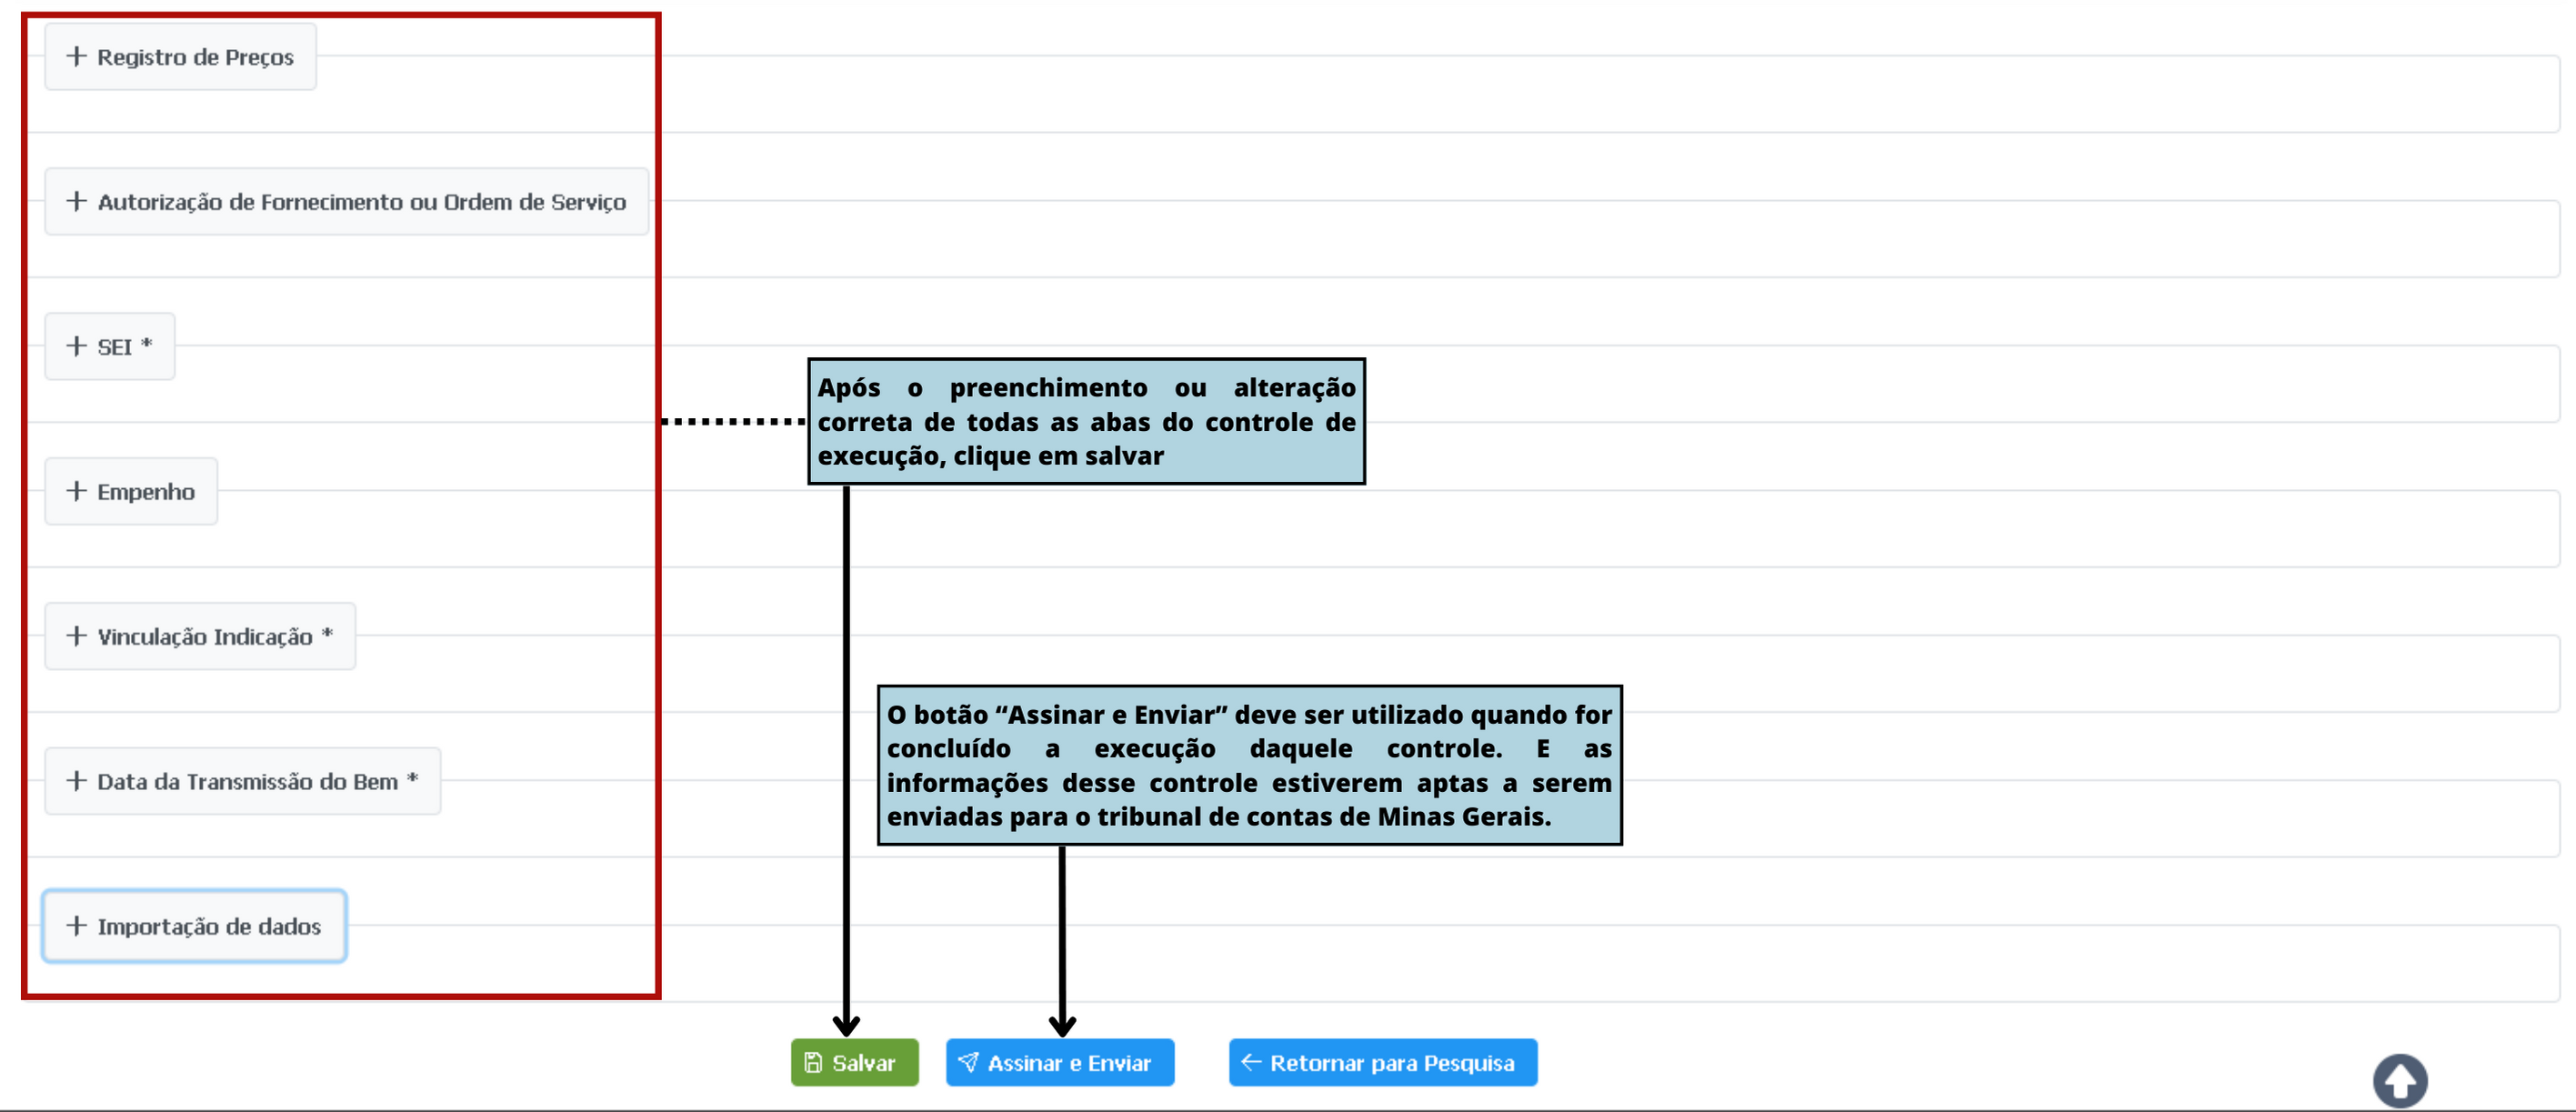 + Registro de Preços
+ Autorização de Fornecimento ou Ordem de Serviço
+ SEI *
Após o preenchimento ou alteração
correta de todas as abas do controle de
execução, clique em salvar
+ Empenho
+ Vinculação Indicação *
O botão “Assinar e Enviar” deve ser utilizado quando for
concluído a execução daquele controle. E as
informações desse controle estiverem aptas a serem
enviadas para o tribunal de contas de Minas Gerais.
+ Data da Transmissão do Bem *
+ Importação de dados
Salvar
Assinar e Enviar
Retornar para Pesquisa